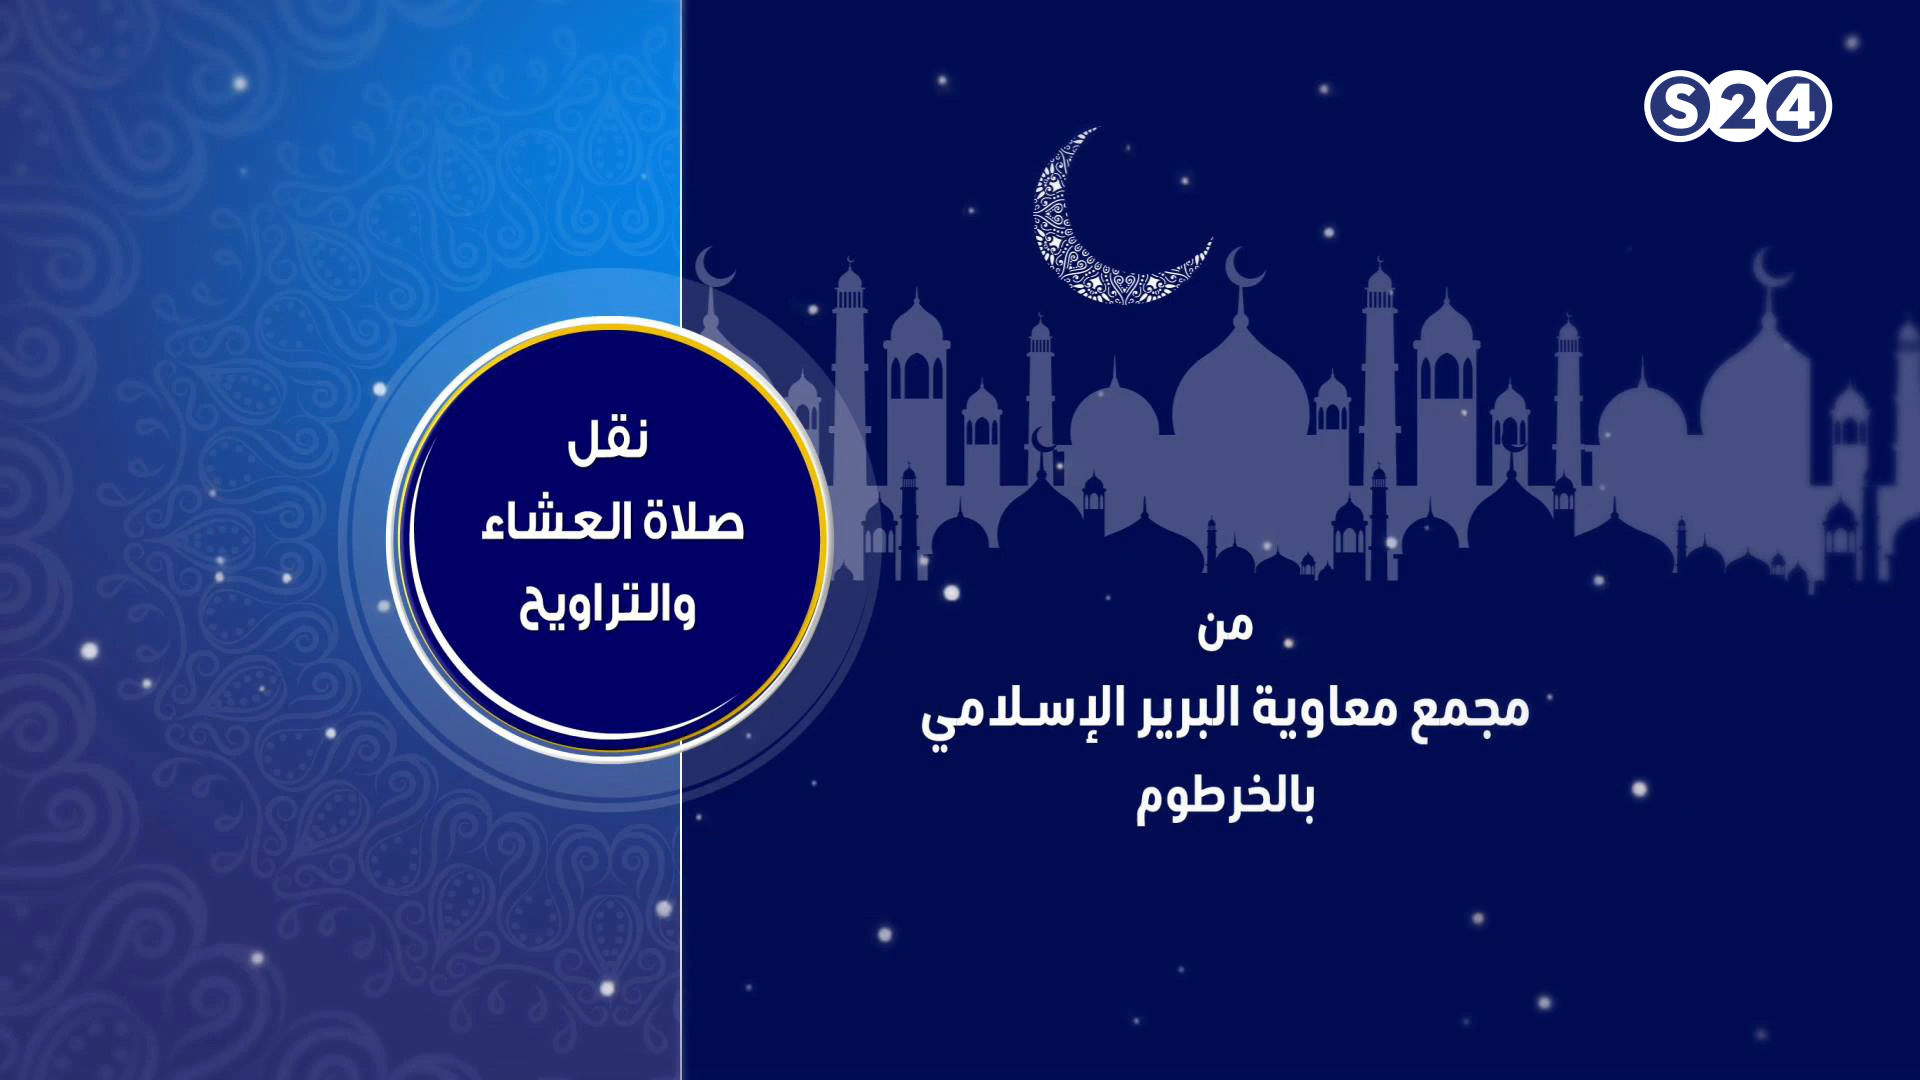 S24
نقل
صلاة العشاء
والتراويح
من
مجمع معاوية البرير الإسلامي
بالخرطوم